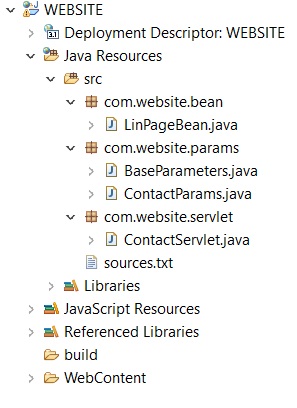 WEBSITE
Deployment Descriptor: WEBSITE
Java Resources
src
com.website.bean
LinPageBean.java
com.website.params
BaseParameters.java
ContactParams.java
com.website.servlet
ContactServlet.java
sources.txt
Libraries
JavaScript Resources
Referenced Libraries
build
WebContent